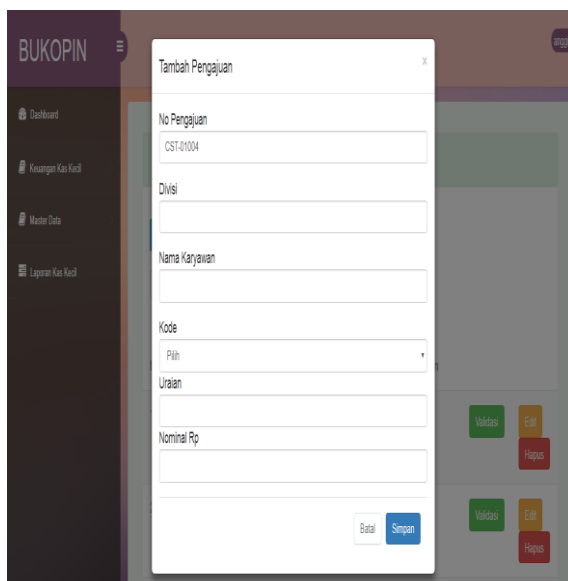 BUKOPIN
Tambah Pengajuan
x
Dashboard
No Pengajuan
CST-01004
Keuangan Kas Kecil
Divisi
Master Data
Nama Karyawan
Laporan Kas Kecil
Kode
Pilih
Uraian
Validasi Edit
Nominal Rp
Hapus
Batal Simpan
Validasi Edit
Hapus